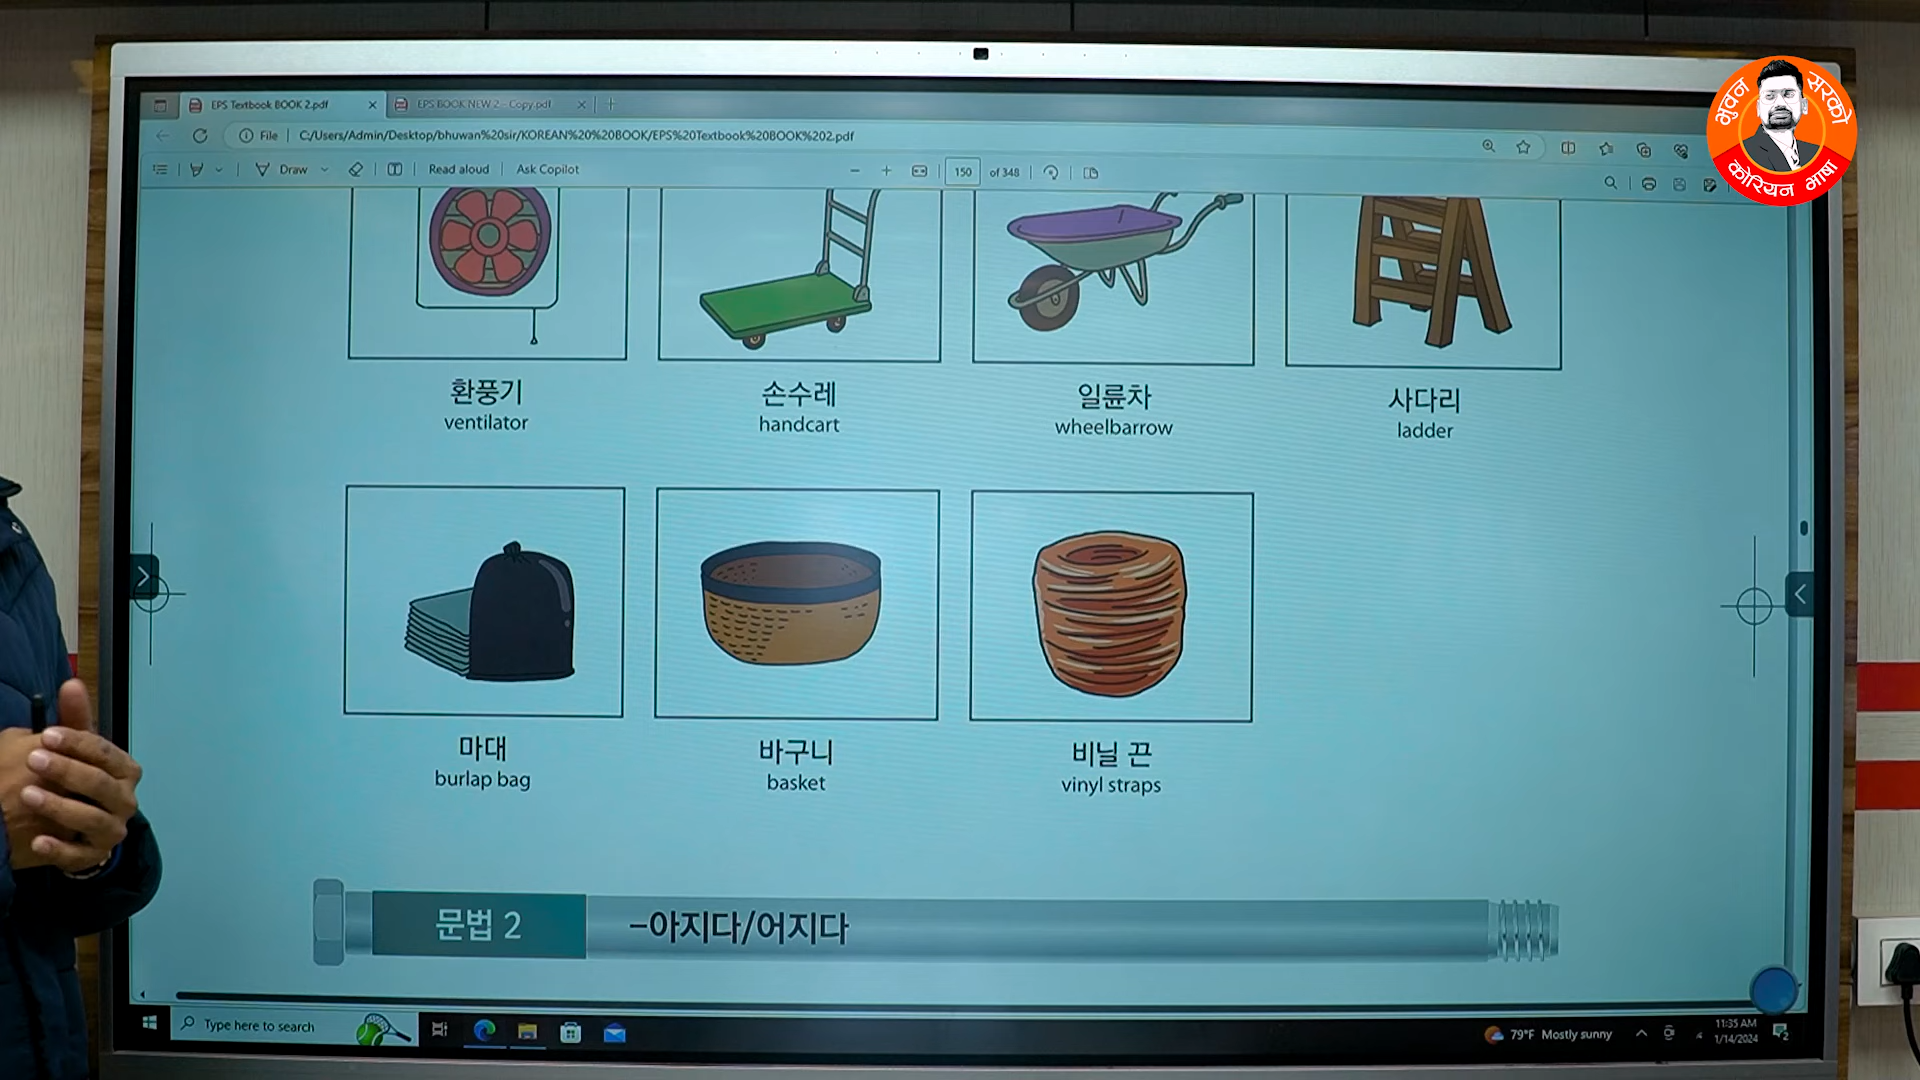 EPS Textbook BOOK 2.pdf
EPS BOOK NEW 2 - Copy.pdf
File
C:/Users/Admin/Desktop/bhuwan%20sir/KOREAN%20%20BOOK/EPS%20Textbook%20BOOK%202.pdf
Draw
Read aloud
Ask Copilot
150
of 348
भुवन सरको
कोरियन भाषा
환풍기
손수레
일륜차
사다리
ventilator
handcart
wheelbarrow
ladder
마대
바구니
비닐 끈
burlap bag
basket
vinyl straps
문법 2
–아지다/어지다
Type here to search
79°F Mostly sunny
11:35 AM
1/14/2024